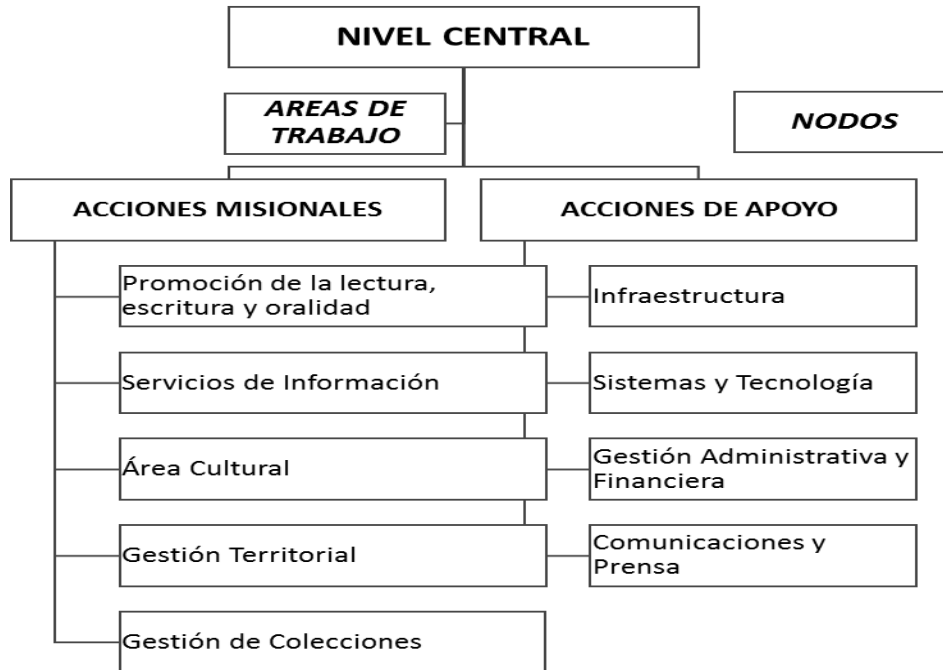 NIVEL CENTRAL
AREAS DE
TRABAJO
NODOS
ACCIONES MISIONALES
ACCIONES DE APOYO
Promoción de la lectura,
escritura y oralidad
Servicios de Información
Área Cultural
Gestión Territorial
Gestión de Colecciones
Infraestructura
Sistemas y Tecnología
Gestión Administrativa y
Financiera
Comunicaciones y
Prensa